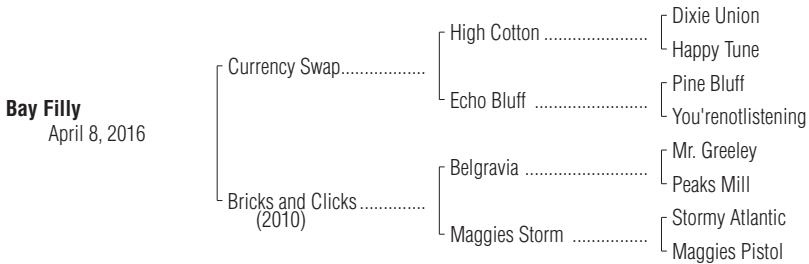 Dixie Union
High Cotton ......................
Happy Tune
Currency Swap..................
Pine Bluff
Echo Bluff ........................
You'renotlistening
Bay Filly
April 8, 2016
Mr. Greeley
Belgravia ..........................
Peaks Mill
Bricks and Clicks..............
(2010)
Stormy Atlantic
Maggies Storm ................
Maggies Pistol